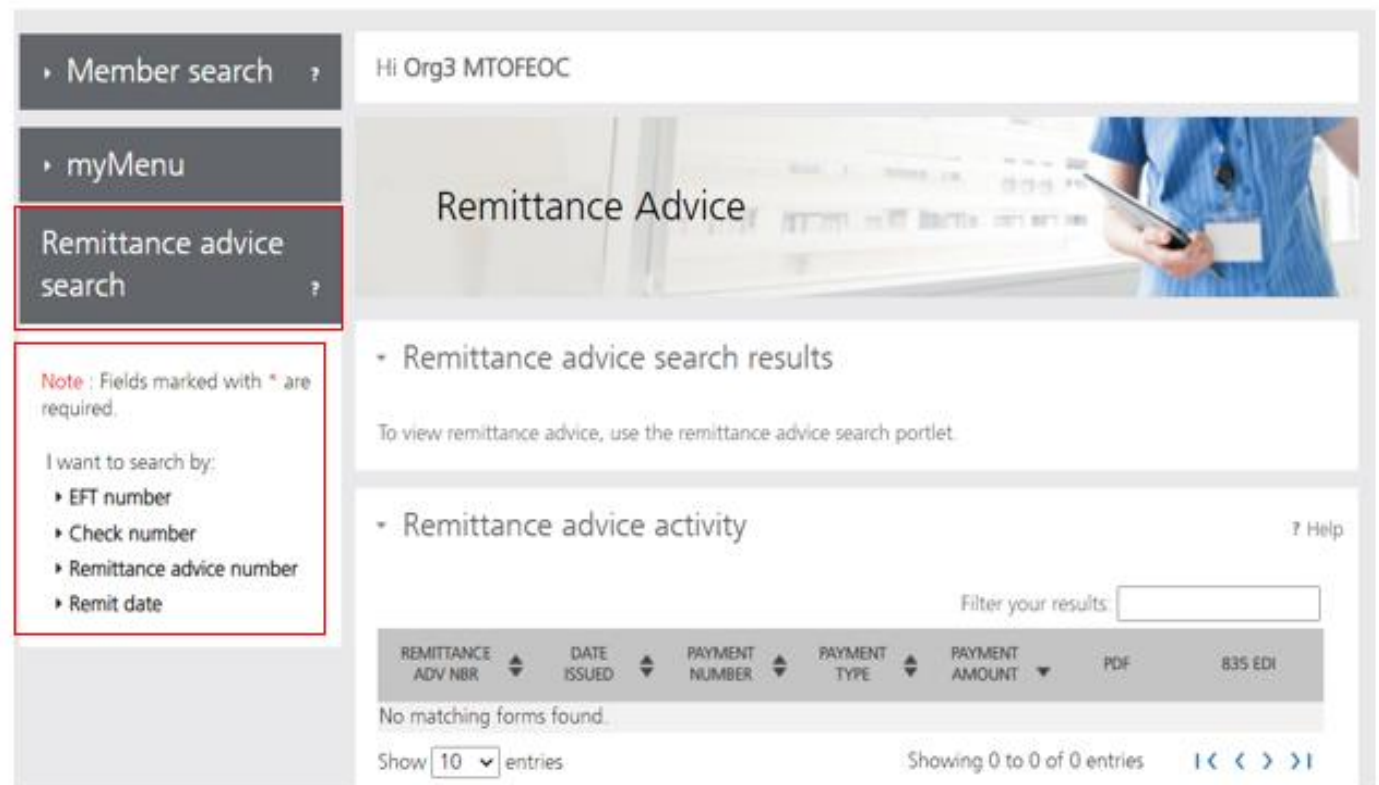 Member search ?
myMenu
Remittance advice
search ?
Note : Fields marked with * are
required.
I want to search by:
EFT number
Check number
Remittance advice number
Remit date
Hi Org3 MTOFEOC
Remittance Advice
Remittance advice search results
To view remittance advice, use the remittance advice search portlet.
Remittance advice activity
? Help
Filter your results:
REMITTANCE ADV NBR DATE ISSUED PAYMENT NUMBER PAYMENT TYPE PAYMENT AMOUNT PDF 835 EDI
No matching forms found.
Show 10 entries
Showing 0 to 0 of 0 entries